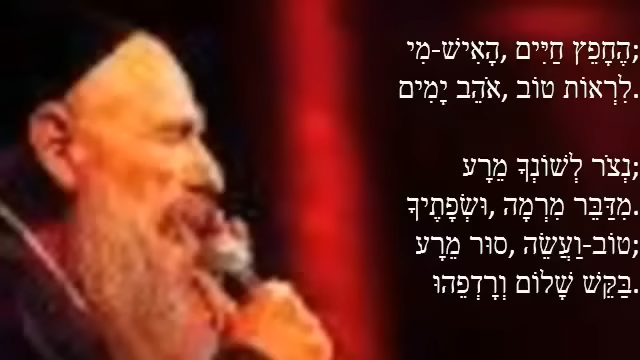 ;הֶחָפֵץ חַיִּים ,הָאִישׁ-מִי
.לִרְאוֹת טוֹב ,אֹהֵב יָמִים
;נְצֹר לְשׁוֹנְךָ מֵרָע
.מִדַּבֵּר מִרְמָה ,וּשְׂפָתֶיךָ
;טוֹב-וַעֲשֵׂה ,סוּר מֵרָע
.בַּקֵּשׁ שָׁלוֹם וְרָדְפֵהוּ